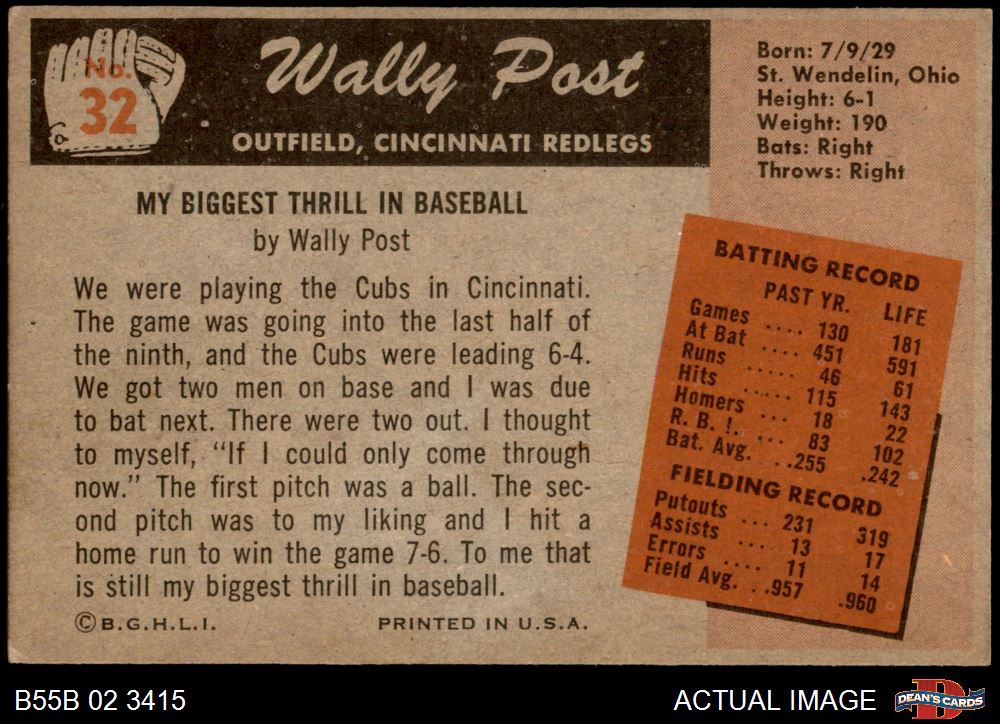 No.
32
Wally Post
OUTFIELD, CINCINNATI REDLEGS
Born: 7/9/29
St. Wendelin, Ohio
Height: 6-1
Weight: 190
Bats: Right
Throws: Right
MY BIGGEST THRILL IN BASEBALL
by Wally Post
We were playing the Cubs in Cincinnati.
The game was going into the last half of
the ninth, and the Cubs were leading 6-4.
We got two men on base and I was due
to bat next. There were two out. I thought
to myself, "If I could only come through
now." The first pitch was a ball. The sec-
ond pitch was to my liking and I hit a
home run to win the game 7-6. To me that
is still my biggest thrill in baseball.
©B.G.H.L.I. PRINTED IN U.S.A.
BATTING RECORD
PAST YR. LIFE
Games .... 130 181
At Bat .... 451 591
Runs ..... 46 61
Hits ..... 115 143
Homers ... 18 22
R. B. I. ... 83 102
Bat. Avg. ...255 .242
FIELDING RECORD
Putouts ... 231 319
Assists .... 13 17
Errors .... 11 14
Field Avg. ..957 .960
B55B 02 3415
ACTUAL IMAGE
D
DEAN'S CARDS